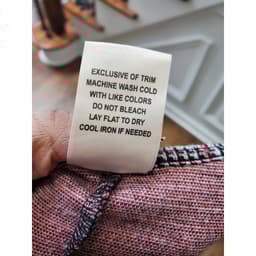 EXCLUSIVE OF TRIM
MACHINE WASH COLD
WITH LIKE COLORS
DO NOT BLEACH
LAY FLAT TO DRY
COOL IRON IF NEEDED